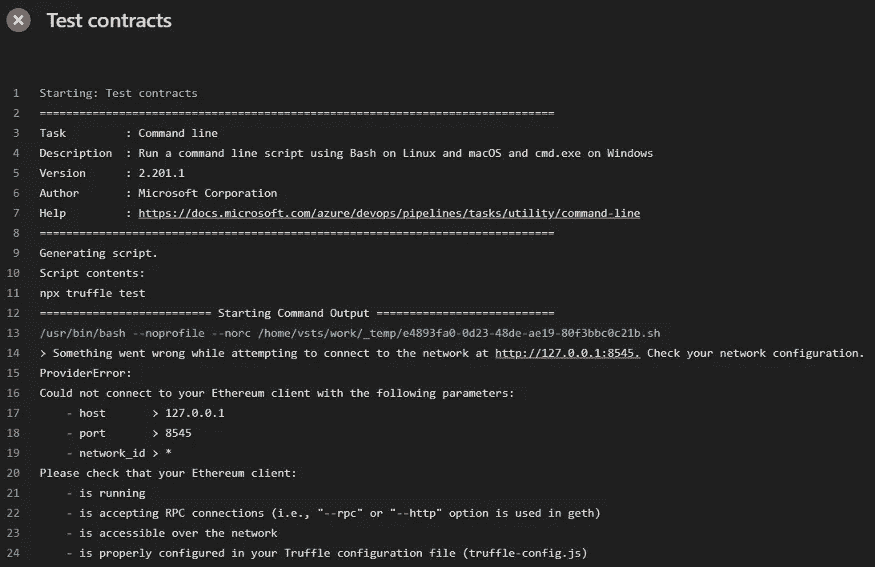 Test contracts
1 Starting: Test contracts
2 ==============================================================================
3 Task : Command line
4 Description : Run a command line script using Bash on Linux and macOS and cmd.exe on Windows
5 Version : 2.201.1
6 Author : Microsoft Corporation
7 Help : https://docs.microsoft.com/azure/devops/pipelines/tasks/utility/command-line
8 ==============================================================================
9 Generating script.
10 Script contents:
11 npx truffle test
12 ========================== Starting Command Output ===========================
13 /usr/bin/bash --noprofile --norc /home/vsts/work/_temp/e4893fa0-0d23-48de-ae19-80f3bbc0c21b.sh
14 > Something went wrong while attempting to connect to the network at http://127.0.0.1:8545. Check your network configuration.
15 ProviderError:
16 Could not connect to your Ethereum client with the following parameters:
17 - host > 127.0.0.1
18 - port > 8545
19 - network_id > *
20 Please check that your Ethereum client:
21 - is running
22 - is accepting RPC connections (i.e., "--rpc" or "--http" option is used in geth)
23 - is accessible over the network
24 - is properly configured in your Truffle configuration file (truffle-config.js)